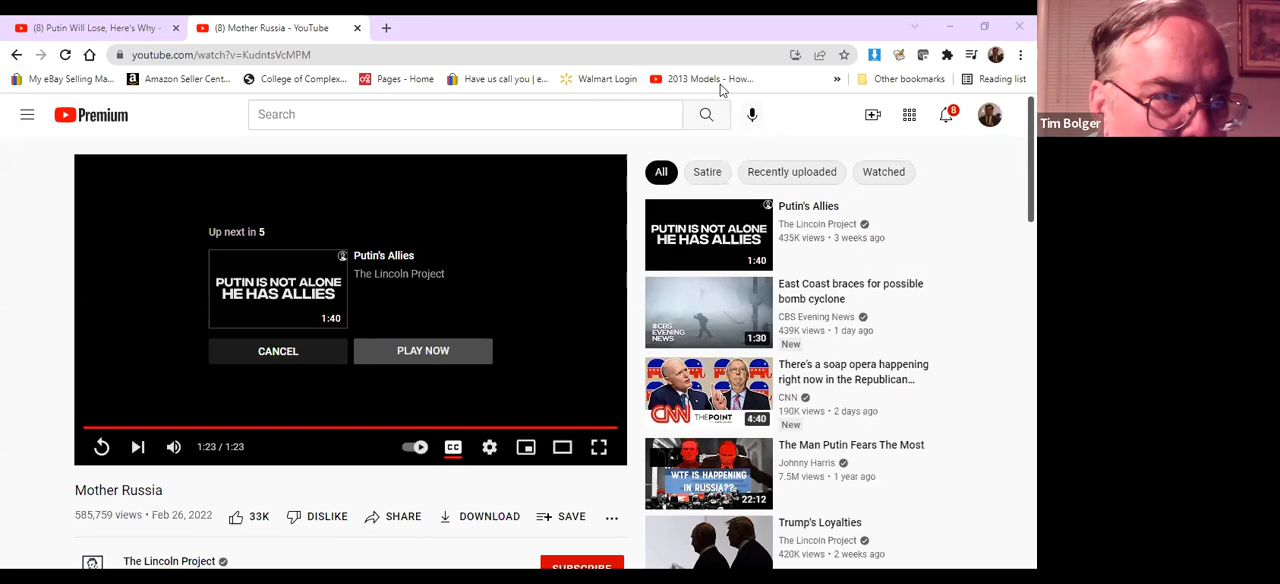 (8) Putin Will Lose, Here's Why -
(8) Mother Russia - YouTube
youtube.com/watch?v=KudntsVcMPM
My eBay Selling Ma...
Amazon Seller Cent...
College of Complex...
Pages - Home
Have us call you | e...
Walmart Login
2013 Models - How...
»
Other bookmarks
Reading list
Premium
Search
8
Tim Bolger
Up next in 5
PUTIN IS NOT ALONE
HE HAS ALLIES
1:40
Putin's Allies
The Lincoln Project
CANCEL
PLAY NOW
1:23 / 1:23
CC
Mother Russia
585,759 views • Feb 26, 2022
33K
DISLIKE
SHARE
DOWNLOAD
SAVE
The Lincoln Project
SUBSCRIBE
All
Satire
Recently uploaded
Watched
PUTIN IS NOT ALONE
HE HAS ALLIES
1:40
Putin's Allies
The Lincoln Project
435K views • 3 weeks ago
CBS
EVENING
NEWS
1:30
East Coast braces for possible
bomb cyclone
CBS Evening News
439K views • 1 day ago
New
CNN
THE POINT
4:40
There's a soap opera happening
right now in the Republican...
CNN
190K views • 2 days ago
New
WTF IS HAPPENING
IN RUSSIA??
22:12
The Man Putin Fears The Most
Johnny Harris
7.5M views • 1 year ago
Trump's Loyalties
The Lincoln Project
420K views • 2 weeks ago